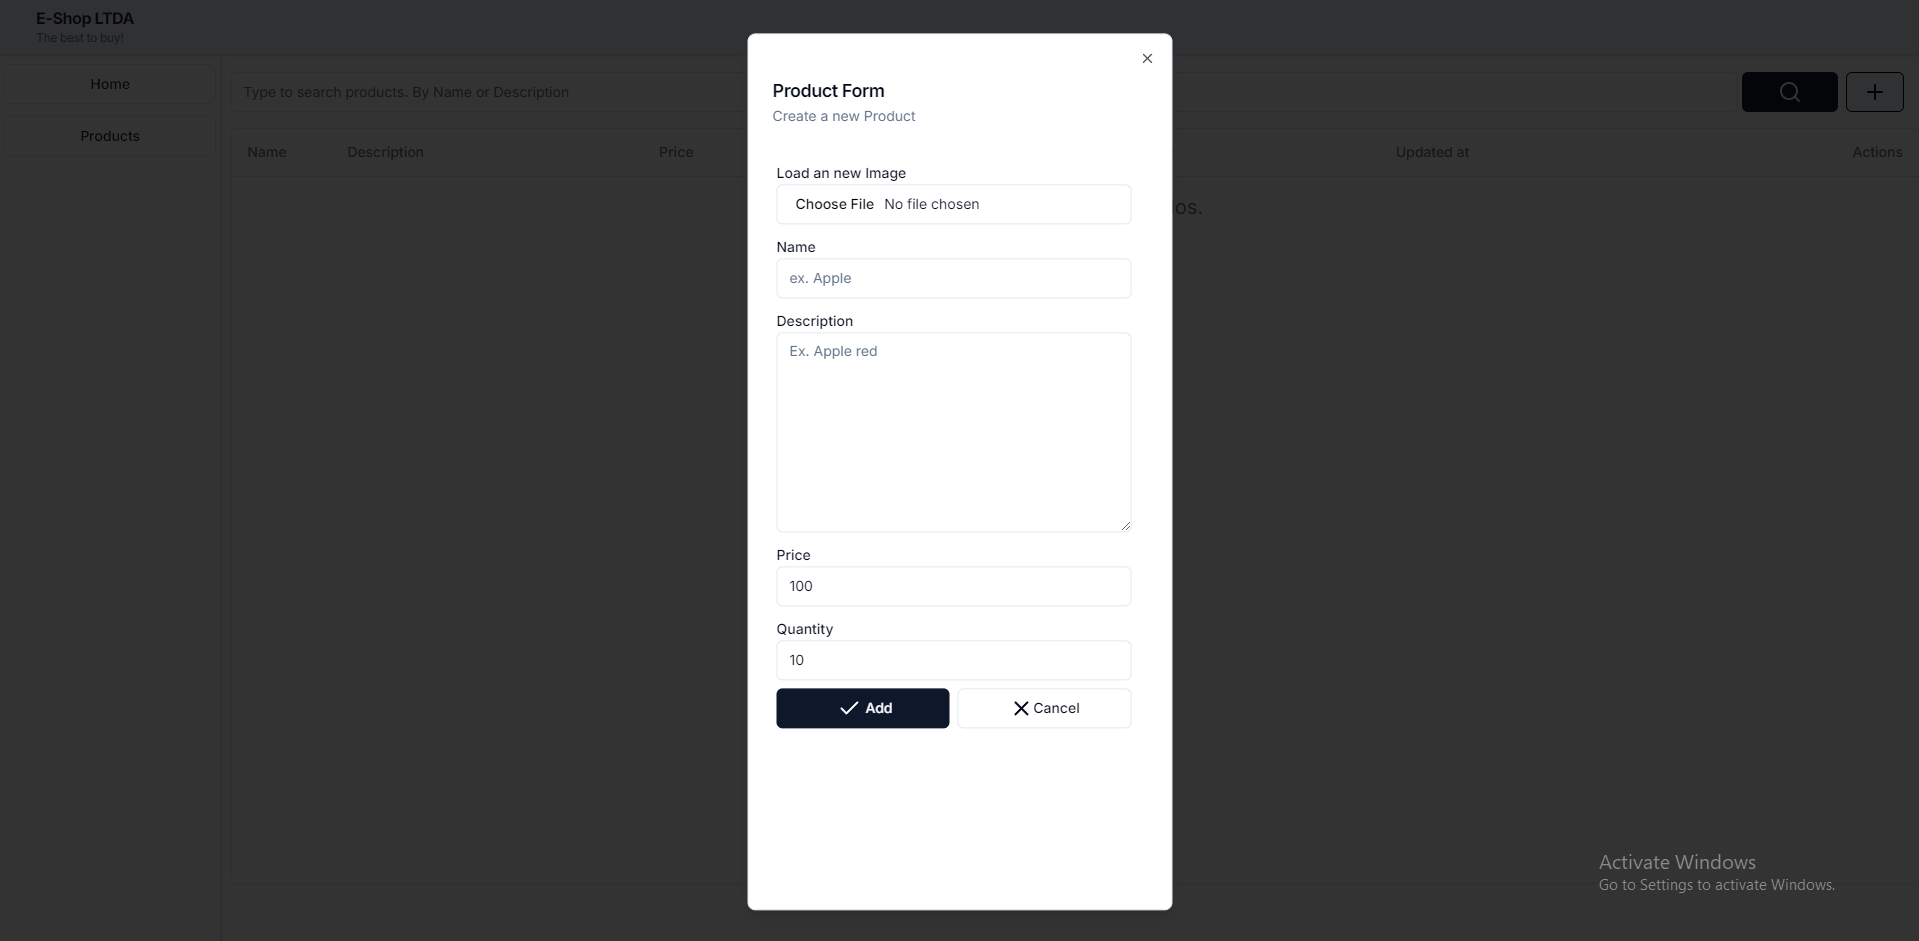 E-Shop LTDA
The best to buy!
Home
Products
Type to search products. By Name or Description
Name Description Price Updated at Actions
Product Form
Create a new Product
Load an new Image
Choose File No file chosen
Name
ex. Apple
Description
Ex. Apple red
Price
100
Quantity
10
Add
Cancel
Activate Windows
Go to Settings to activate Windows.